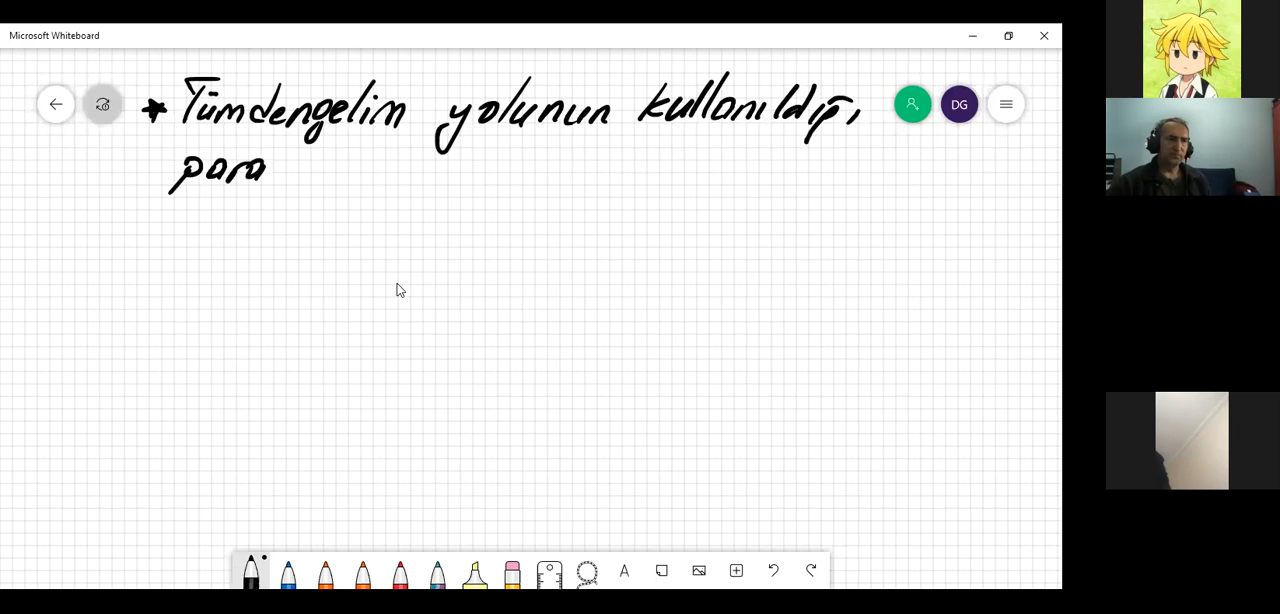 Microsoft Whiteboard
* Tümdengelim yolunun kullanıldığı,
DG
para
A